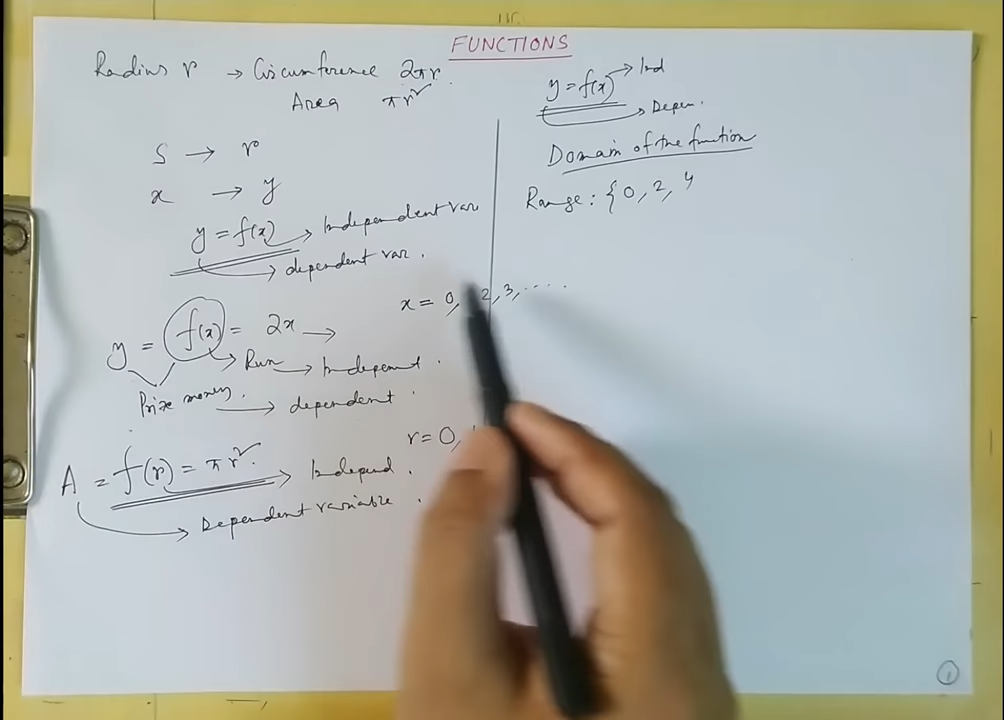 FUNCTIONS
Radius r → Circumference 2πr.
Area πr²
S → r
x → y
y = f(x) → Independent var
→ dependent var.
y = f(x) = 2x →
x = 0, 2, 3, ....
→ Run → Indepent.
Prize money. → dependent.
A = f(r) = πr². → Independ.
r = 0,
→ Dependent variable.
y = f(x) → Ind
→ Depen.
Domain of the function
Range : { 0, 2, 4
1